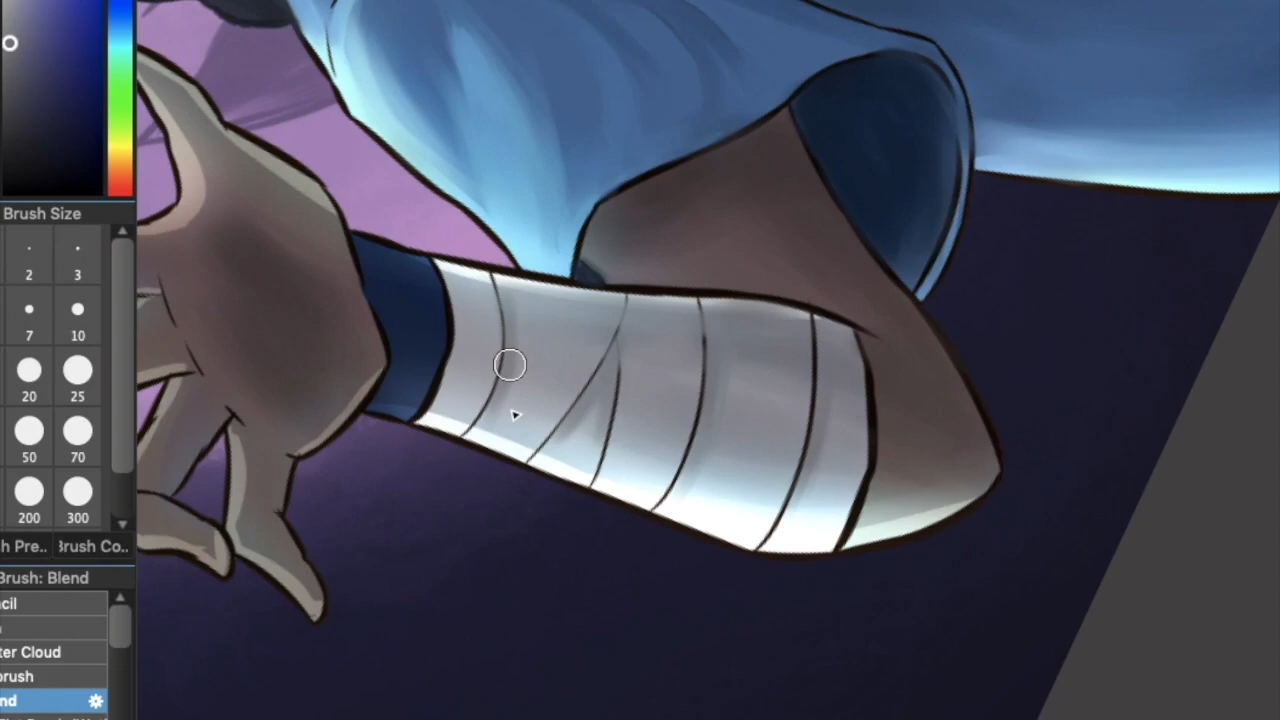 Brush Size
2 3
7 10
20 25
50 70
200 300
h Pre.. Brush Co..
Brush: Blend
cil
ter Cloud
brush
nd